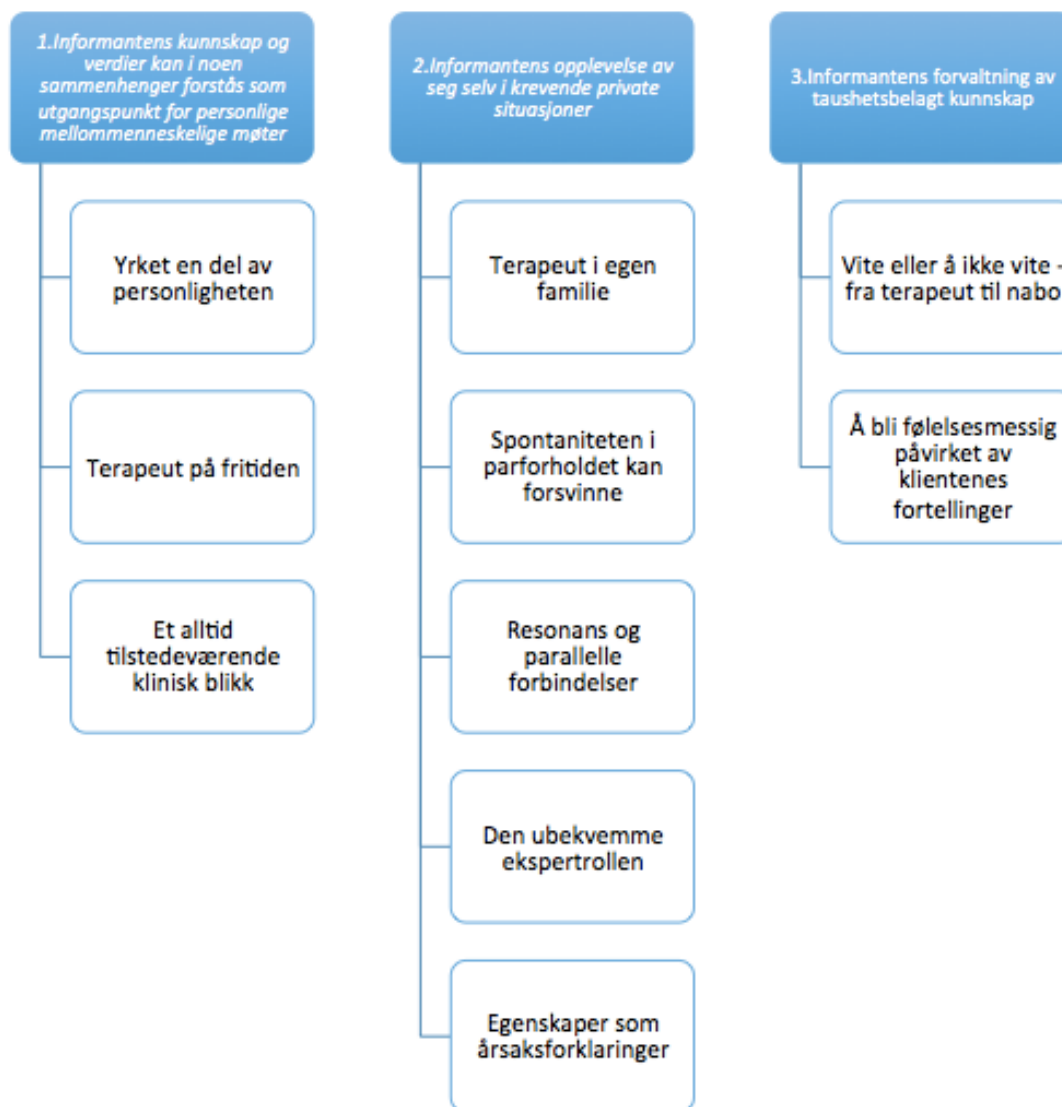 1.Informantens kunnskap og
verdier kan i noen
sammenhenger forstås som
utgangspunkt for personlige
mellommenneskelige møter
Yrket en del av
personligheten
Terapeut på fritiden
Et alltid
tilstedeværende
klinisk blikk
2.Informantens opplevelse av
seg selv i krevende private
situasjoner
Terapeut i egen
familie
Spontaniteten i
parforholdet kan
forsvinne
Resonans og
parallelle
forbindelser
Den ubekvemme
ekspertrollen
Egenskaper som
årsaksforklaringer
3.Informantens forvaltning av
taushetsbelagt kunnskap
Vite eller å ikke vite -
fra terapeut til nabo
Å bli følelsesmessig
påvirket av
klientenes
fortellinger